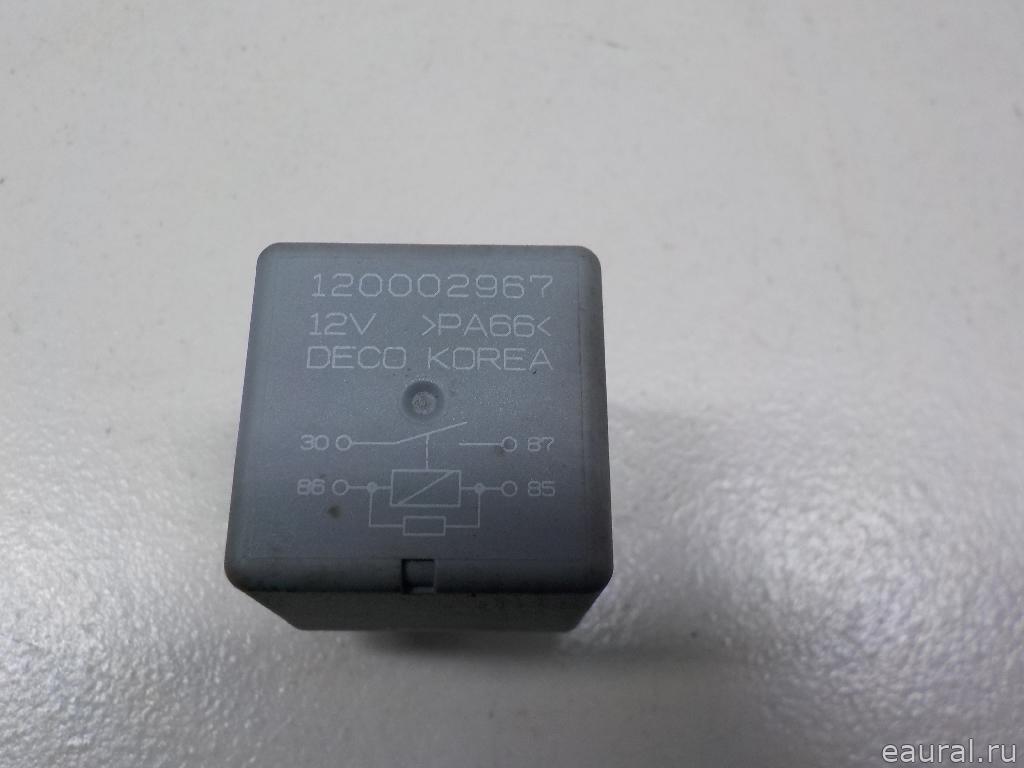 120002967
12V >PA66<
DECO KOREA
30 87
86 85
eaural.ru